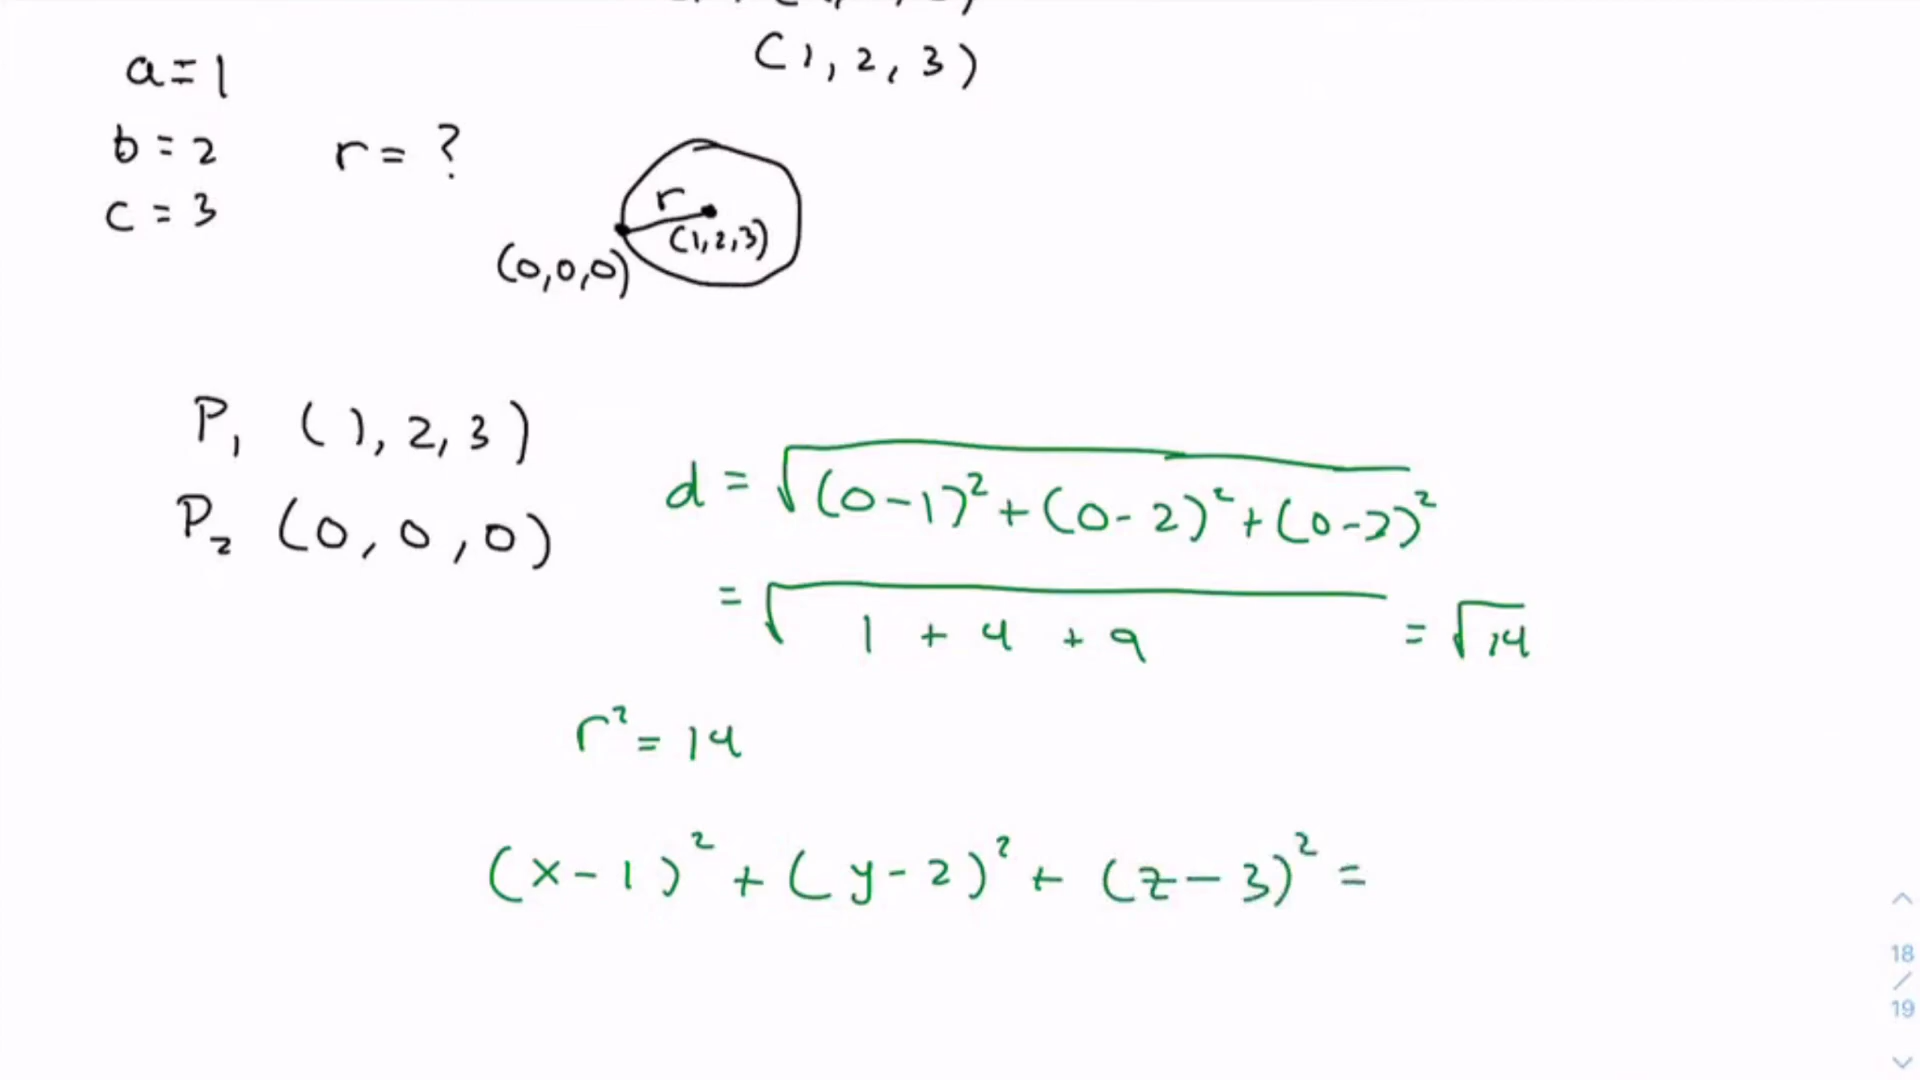 (1, 2, 3)
a = 1
b = 2
r = ?
c = 3
r
(1,2,3)
(0,0,0)
P₁ (1, 2, 3)
P₂ (0, 0, 0)
d = √(0-1)² + (0-2)² + (0-3)²
= √1 + 4 + 9 = √14
r² = 14
(x-1)² + (y-2)² + (z-3)² =
18
/
19